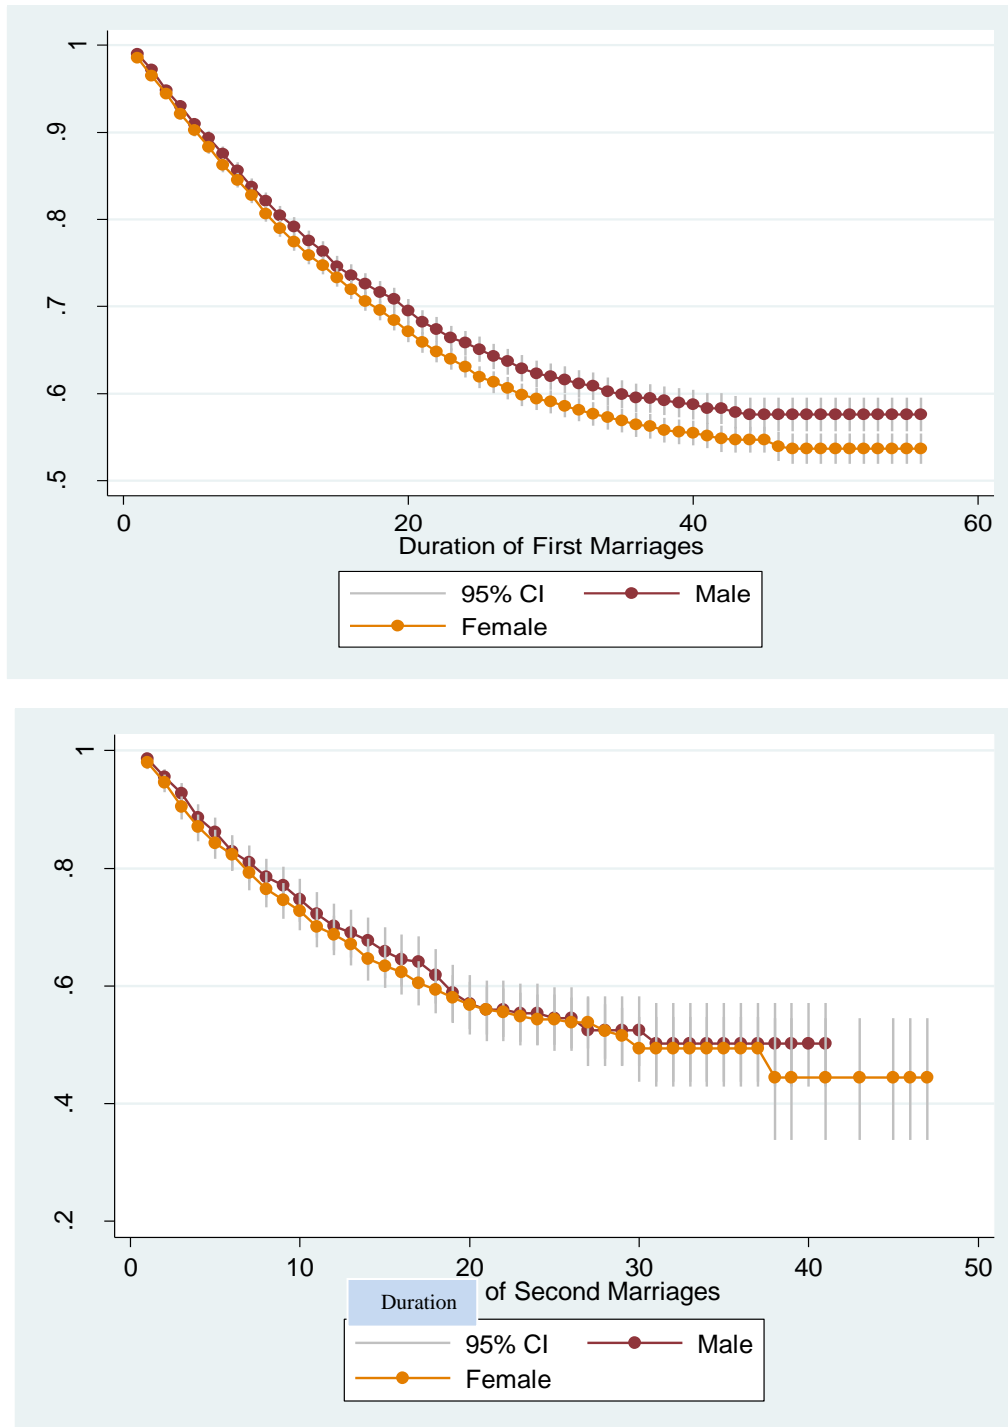 1
.9
.8
.7
.6
.5
0 20 40 60
Duration of First Marriages
95% CI Male
Female
1
.8
.6
.4
.2
0 10 20 30 40 50
Duration of Second Marriages
95% CI Male
Female